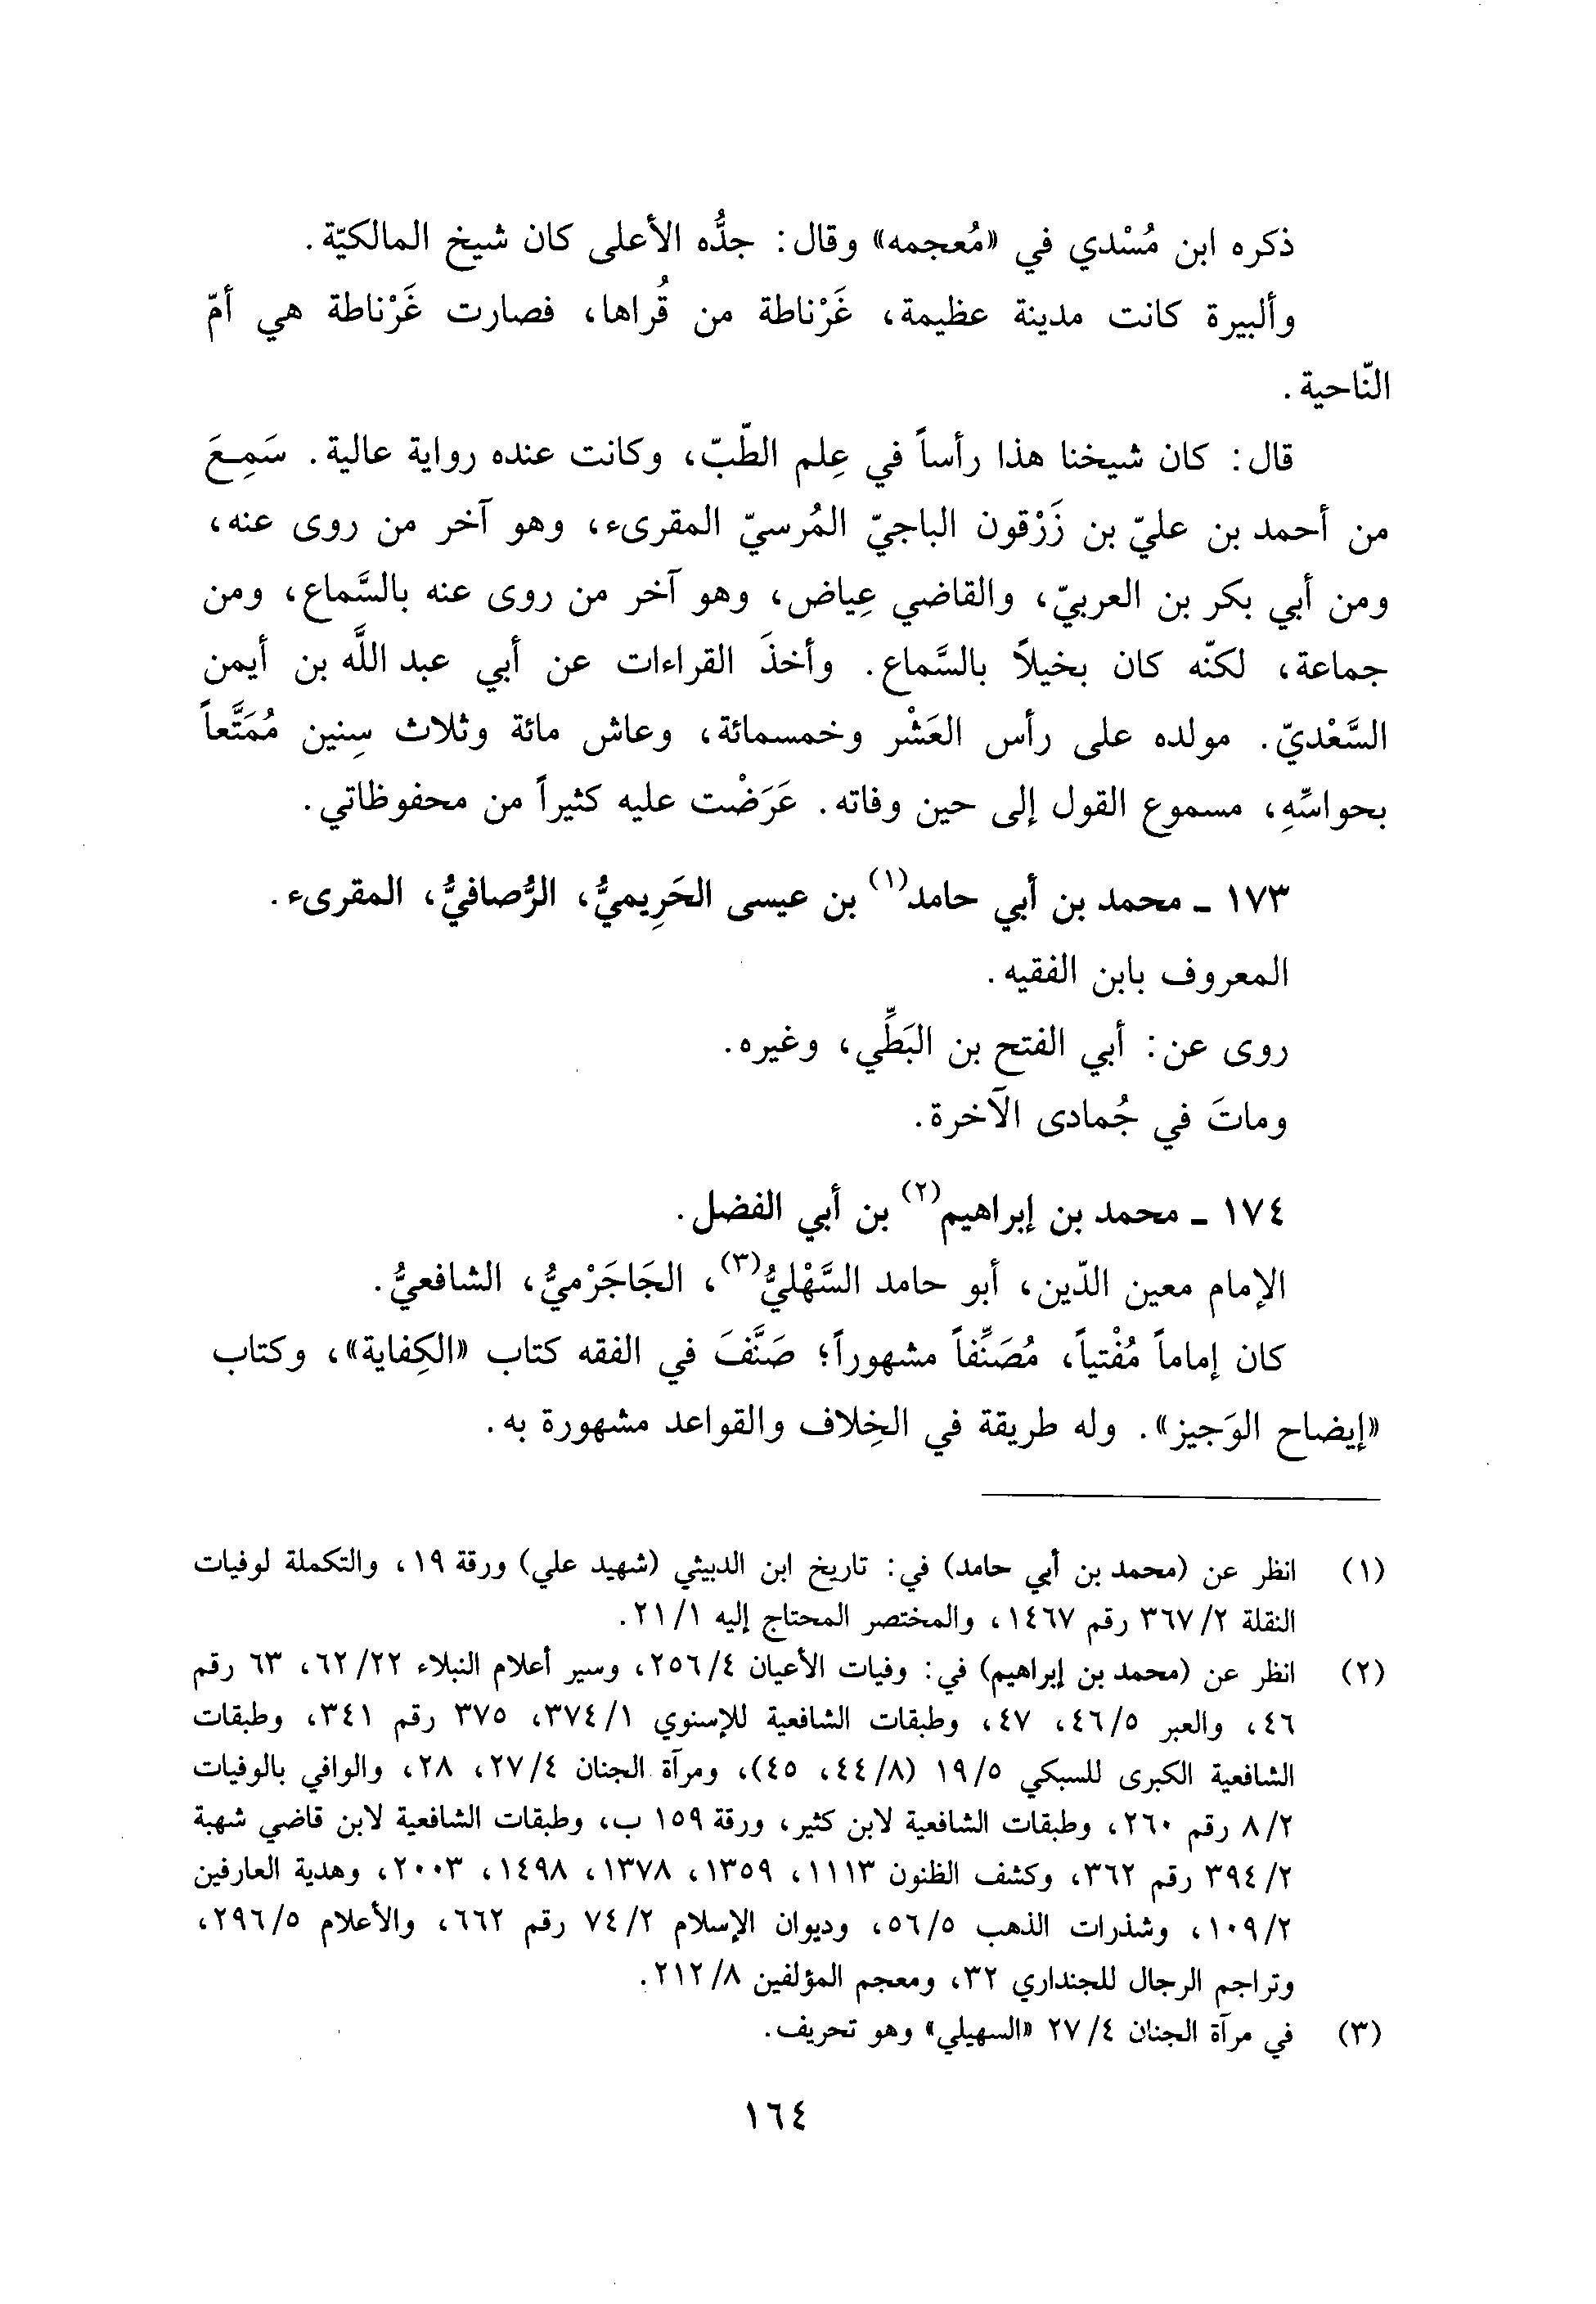 ذكره ابن مُسْدي في «مُعجمه» وقال: جدُّه الأعلى كان شيخ المالكيّة.
وألبيرة كانت مدينة عظيمة، غَرْناطة من قُراها، فصارت غَرْناطة هي أمّ
النّاحية.
قال: كان شيخنا هذا رأساً في عِلم الطّبّ، وكانت عنده رواية عالية. سَمِعَ
من أحمد بن عليّ بن زَرْقون الباجيّ المُرسيّ المقرىء، وهو آخر من روى عنه،
ومن أبي بكر بن العربيّ، والقاضي عِياض، وهو آخر من روى عنه بالسَّماع، ومن
جماعة، لكنّه كان بخيلاً بالسَّماع. وأخذَ القراءات عن أبي عبد اللَّه بن أيمن
السَّعْديّ. مولده على رأس العَشْر وخمسمائة، وعاش مائة وثلاث سِنين مُمَتَّعاً
بحواسِّهِ، مسموع القول إلى حين وفاته. عَرَضْت عليه كثيراً من محفوظاتي.
١٧٣ ـ محمد بن أبي حامد(١) بن عيسى الحَرِيميُّ، الرُّصافيُّ، المقرىء.
المعروف بابن الفقيه.
روى عن: أبي الفتح بن البَطِّي، وغيره.
وماتَ في جُمادى الآخرة.
١٧٤ ـ محمد بن إبراهيم(٢) بن أبي الفضل.
الإمام معين الدّين، أبو حامد السَّهْليُّ(٣)، الجَاجَرْميُّ، الشافعيُّ.
كان إماماً مُفْتياً، مُصَنِّفاً مشهوراً؛ صَنَّفَ في الفقه كتاب «الكِفاية»، وكتاب
«إيضاح الوَجيز». وله طريقة في الخِلاف والقواعد مشهورة به.
(١) انظر عن (محمد بن أبي حامد) في: تاريخ ابن الدبيثي (شهيد علي) ورقة ١٩، والتكملة لوفيات
النقلة ٢/ ٣٦٧ رقم ١٤٦٧، والمختصر المحتاج إليه ١/ ٢١.
(٢) انظر عن (محمد بن إبراهيم) في: وفيات الأعيان ٤/ ٢٥٦، وسير أعلام النبلاء ٢٢/ ٦٢، ٦٣ رقم
٤٦، والعبر ٥/ ٤٦، ٤٧، وطبقات الشافعية للإسنوي ١/ ٣٧٤، ٣٧٥ رقم ٣٤١، وطبقات
الشافعية الكبرى للسبكي ٥/ ١٩ (٨/ ٤٤، ٤٥)، ومرآة الجنان ٤/ ٢٧، ٢٨، والوافي بالوفيات
٢/ ٨ رقم ٢٦٠، وطبقات الشافعية لابن كثير، ورقة ١٥٩ ب، وطبقات الشافعية لابن قاضي شهبة
٢/ ٣٩٤ رقم ٣٦٢، وكشف الظنون ١١١٣، ١٣٥٩، ١٣٧٨، ١٤٩٨، ٢٠٠٣، وهدية العارفين
٢/ ١٠٩، وشذرات الذهب ٥/ ٥٦، وديوان الإسلام ٢/ ٧٤ رقم ٦٦٢، والأعلام ٥/ ٢٩٦،
وتراجم الرجال للجنداري ٣٢، ومعجم المؤلفين ٨/ ٢١٢.
(٣) في مرآة الجنان ٤/ ٢٧ «السهيلي» وهو تحريف.
١٦٤